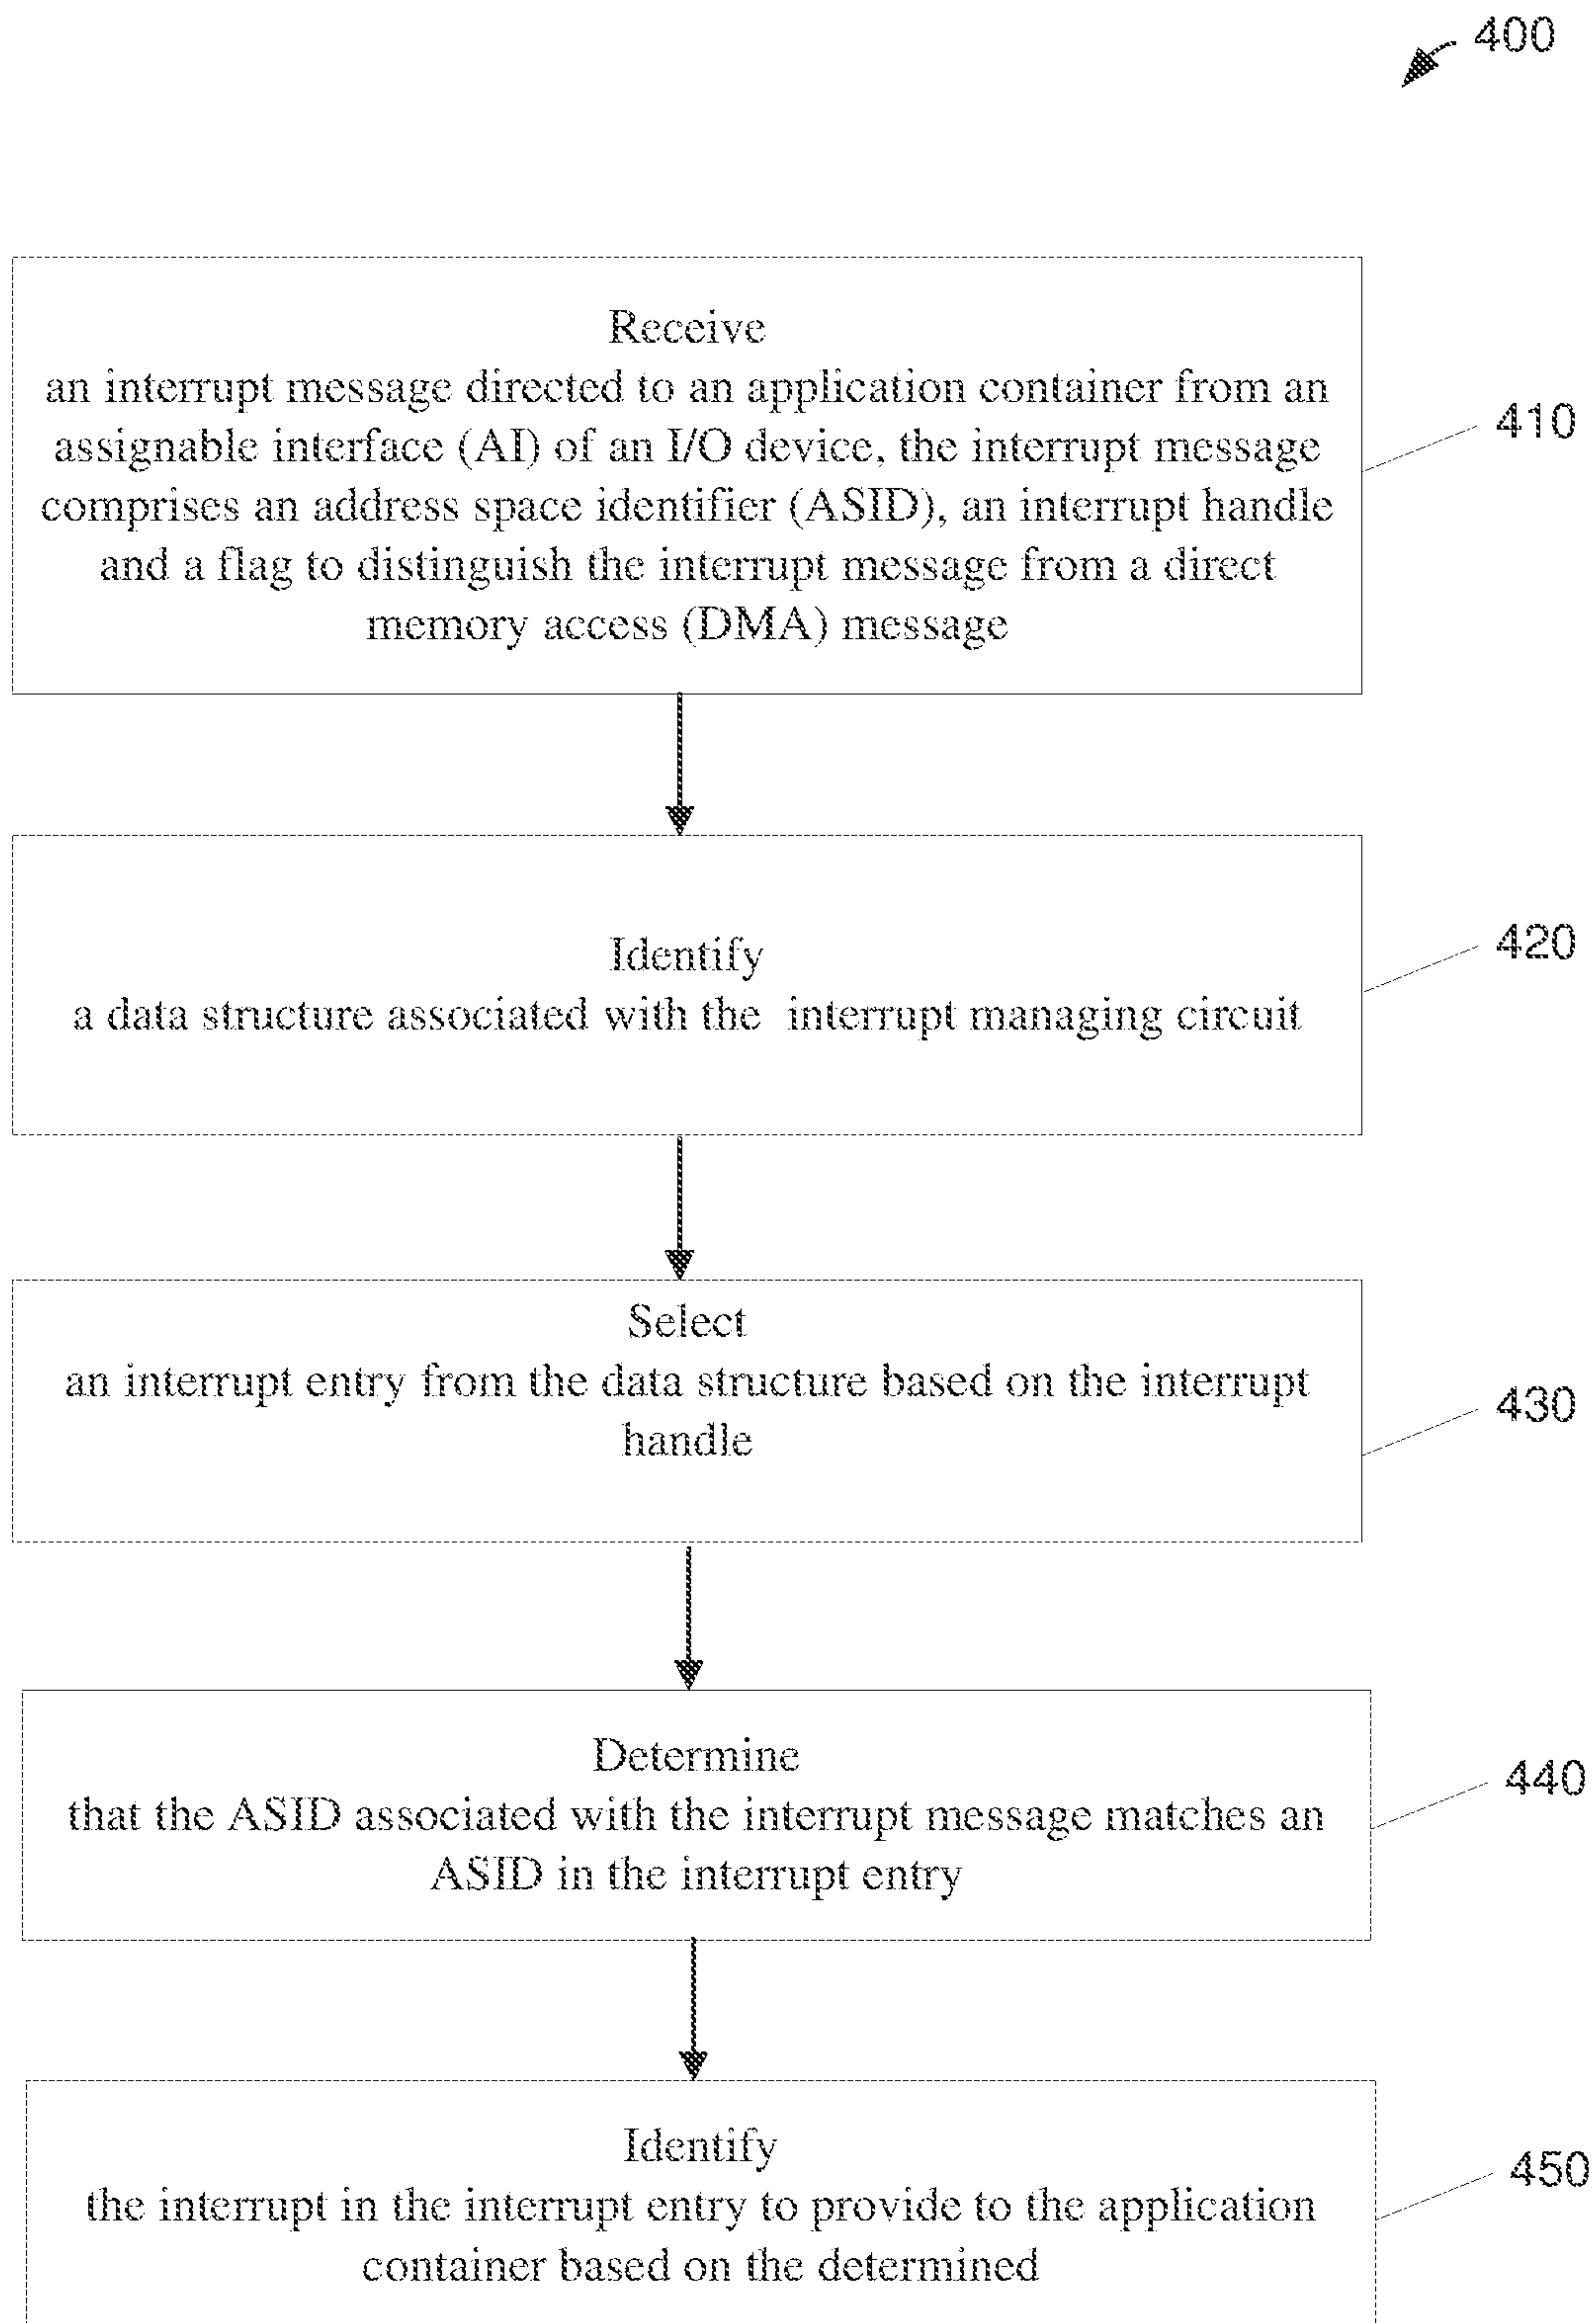 400
Receive
an interrupt message directed to an application container from an
assignable interface (AI) of an I/O device, the interrupt message
comprises an address space identifier (ASID), an interrupt handle
and a flag to distinguish the interrupt message from a direct
memory access (DMA) message
410
Identify
a data structure associated with the interrupt managing circuit
420
Select
an interrupt entry from the data structure based on the interrupt
handle
430
Determine
that the ASID associated with the interrupt message matches an
ASID in the interrupt entry
440
Identify
the interrupt in the interrupt entry to provide to the application
container based on the determined
450